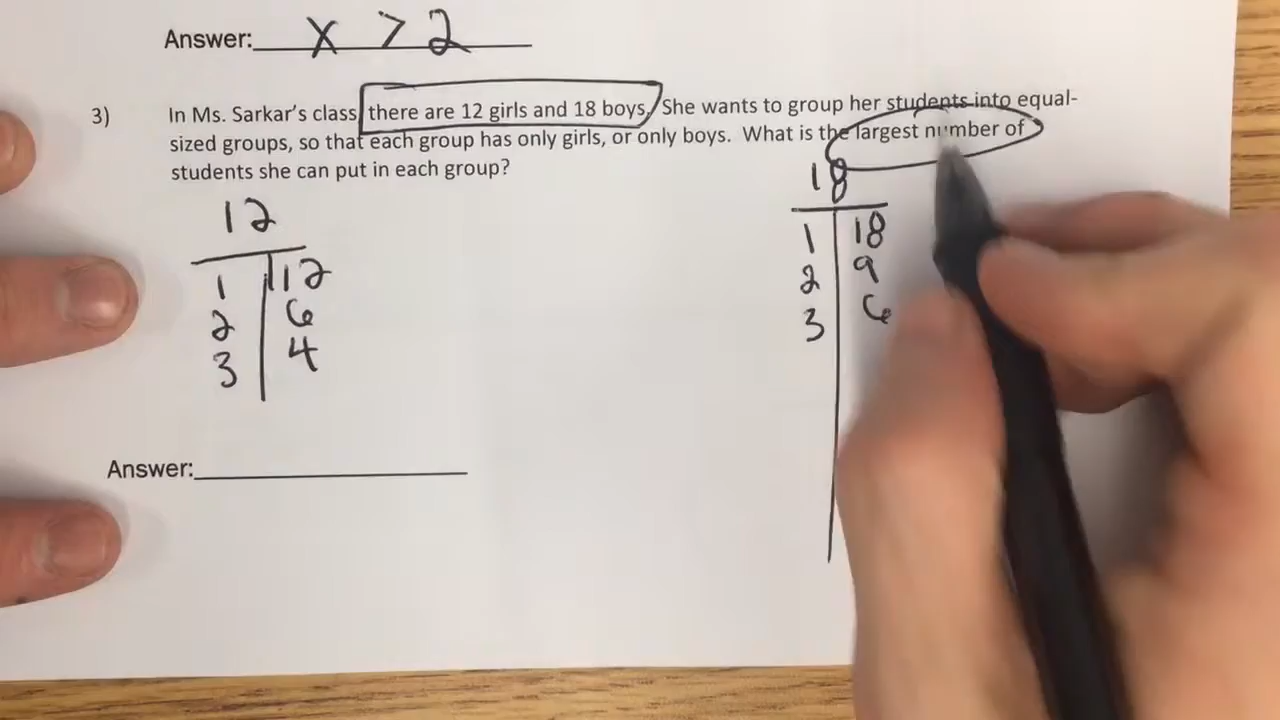 Answer: x > 2
3) In Ms. Sarkar's class, there are 12 girls and 18 boys. She wants to group her students into equal-
sized groups, so that each group has only girls, or only boys. What is the largest number of
students she can put in each group?
12
1 12
2 6
3 4
18
1 18
2 9
3 6
Answer: